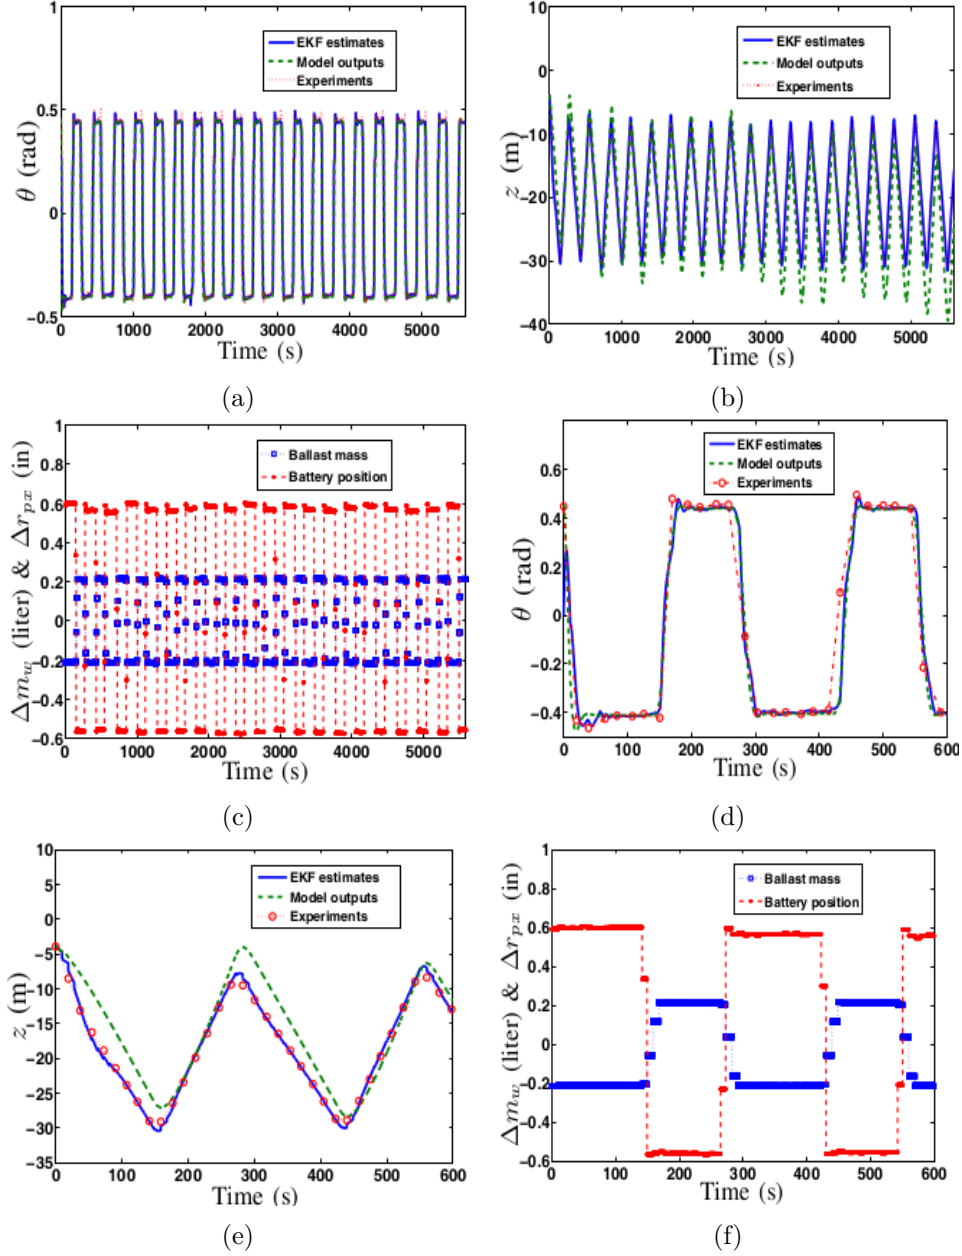 1
0.5
0
−0.5
θ (rad)
EKF estimates
Model outputs
Experiments
0 1000 2000 3000 4000 5000
Time (s)
(a)
10
0
−10
−20
−30
−40
z (m)
EKF estimates
Model outputs
Experiments
0 1000 2000 3000 4000 5000
Time (s)
(b)
1
0.8
0.6
0.4
0.2
0
−0.2
−0.4
−0.6
Δm_w (liter) & Δr_px (in)
Ballast mass
Battery position
0 1000 2000 3000 4000 5000
Time (s)
(c)
0.6
0.4
0.2
0
−0.2
−0.4
θ (rad)
EKF estimates
Model outputs
Experiments
0 100 200 300 400 500 600
Time (s)
(d)
10
5
0
−5
−10
−15
−20
−25
−30
−35
z (m)
EKF estimates
Model outputs
Experiments
0 100 200 300 400 500 600
Time (s)
(e)
1
0.8
0.6
0.4
0.2
0
−0.2
−0.4
−0.6
Δm_w (liter) & Δr_px (in)
Ballast mass
Battery position
0 100 200 300 400 500 600
Time (s)
(f)